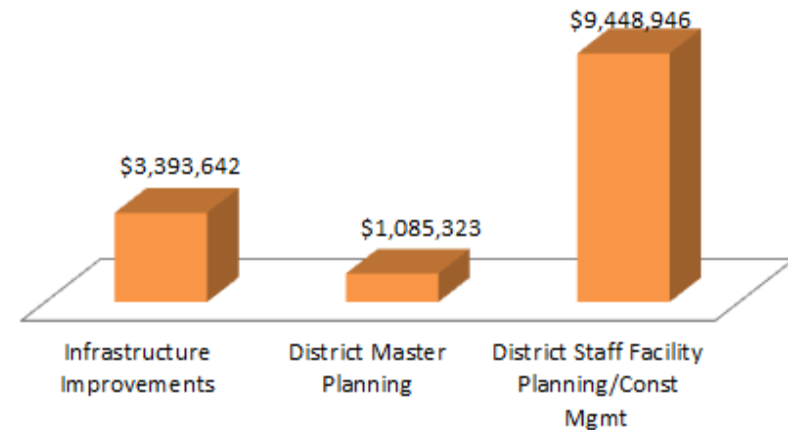 $9,448,946
$3,393,642
$1,085,323
Infrastructure
Improvements
District Master
Planning
District Staff Facility
Planning/Const
Mgmt